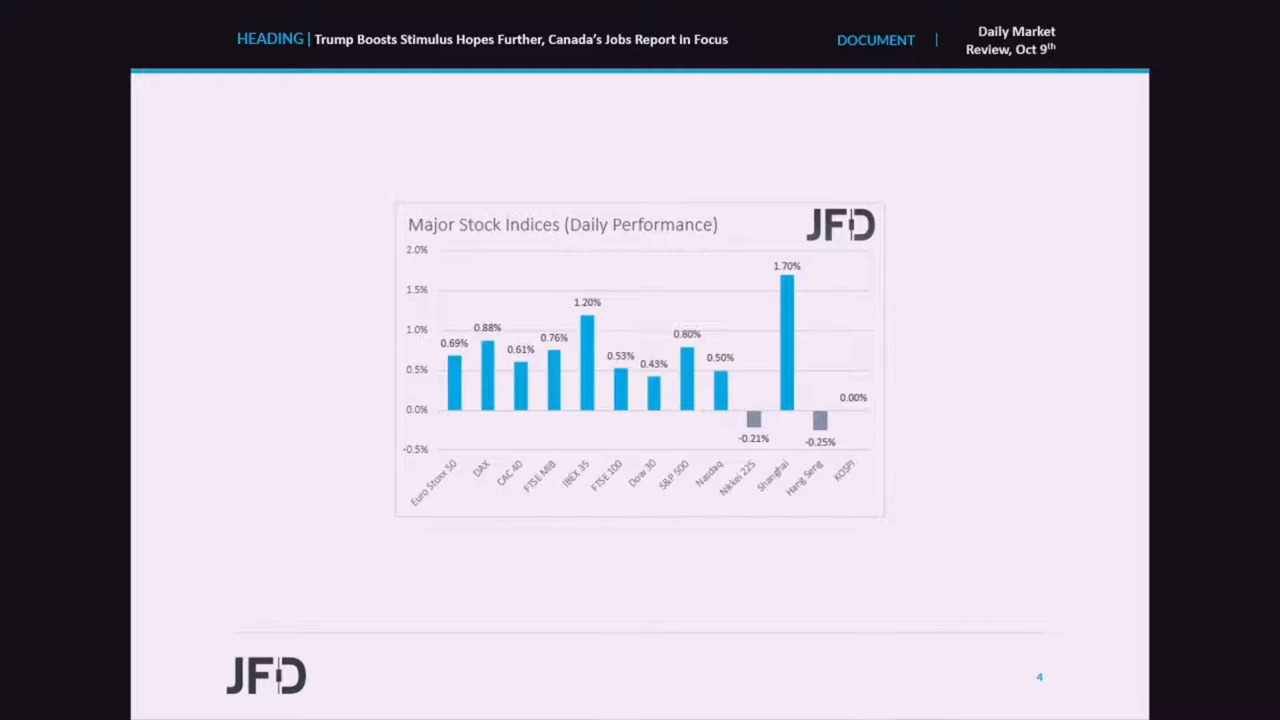 HEADING | Trump Boosts Stimulus Hopes Further, Canada's Jobs Report in Focus
DOCUMENT | Daily Market
Review, Oct 9th
Major Stock Indices (Daily Performance)
JFD
2.0%
1.5%
1.0%
0.5%
0.0%
-0.5%
0.69%
0.88%
0.61%
0.76%
1.20%
0.53%
0.43%
0.80%
0.50%
-0.21%
1.70%
-0.25%
0.00%
Euro Stoxx 50
DAX
CAC 40
FTSE MIB
IBEX 35
FTSE 100
Dow 30
S&P 500
Nasdaq
Nikkei 225
Shanghai
Hang Seng
KOSPI
JFD
4